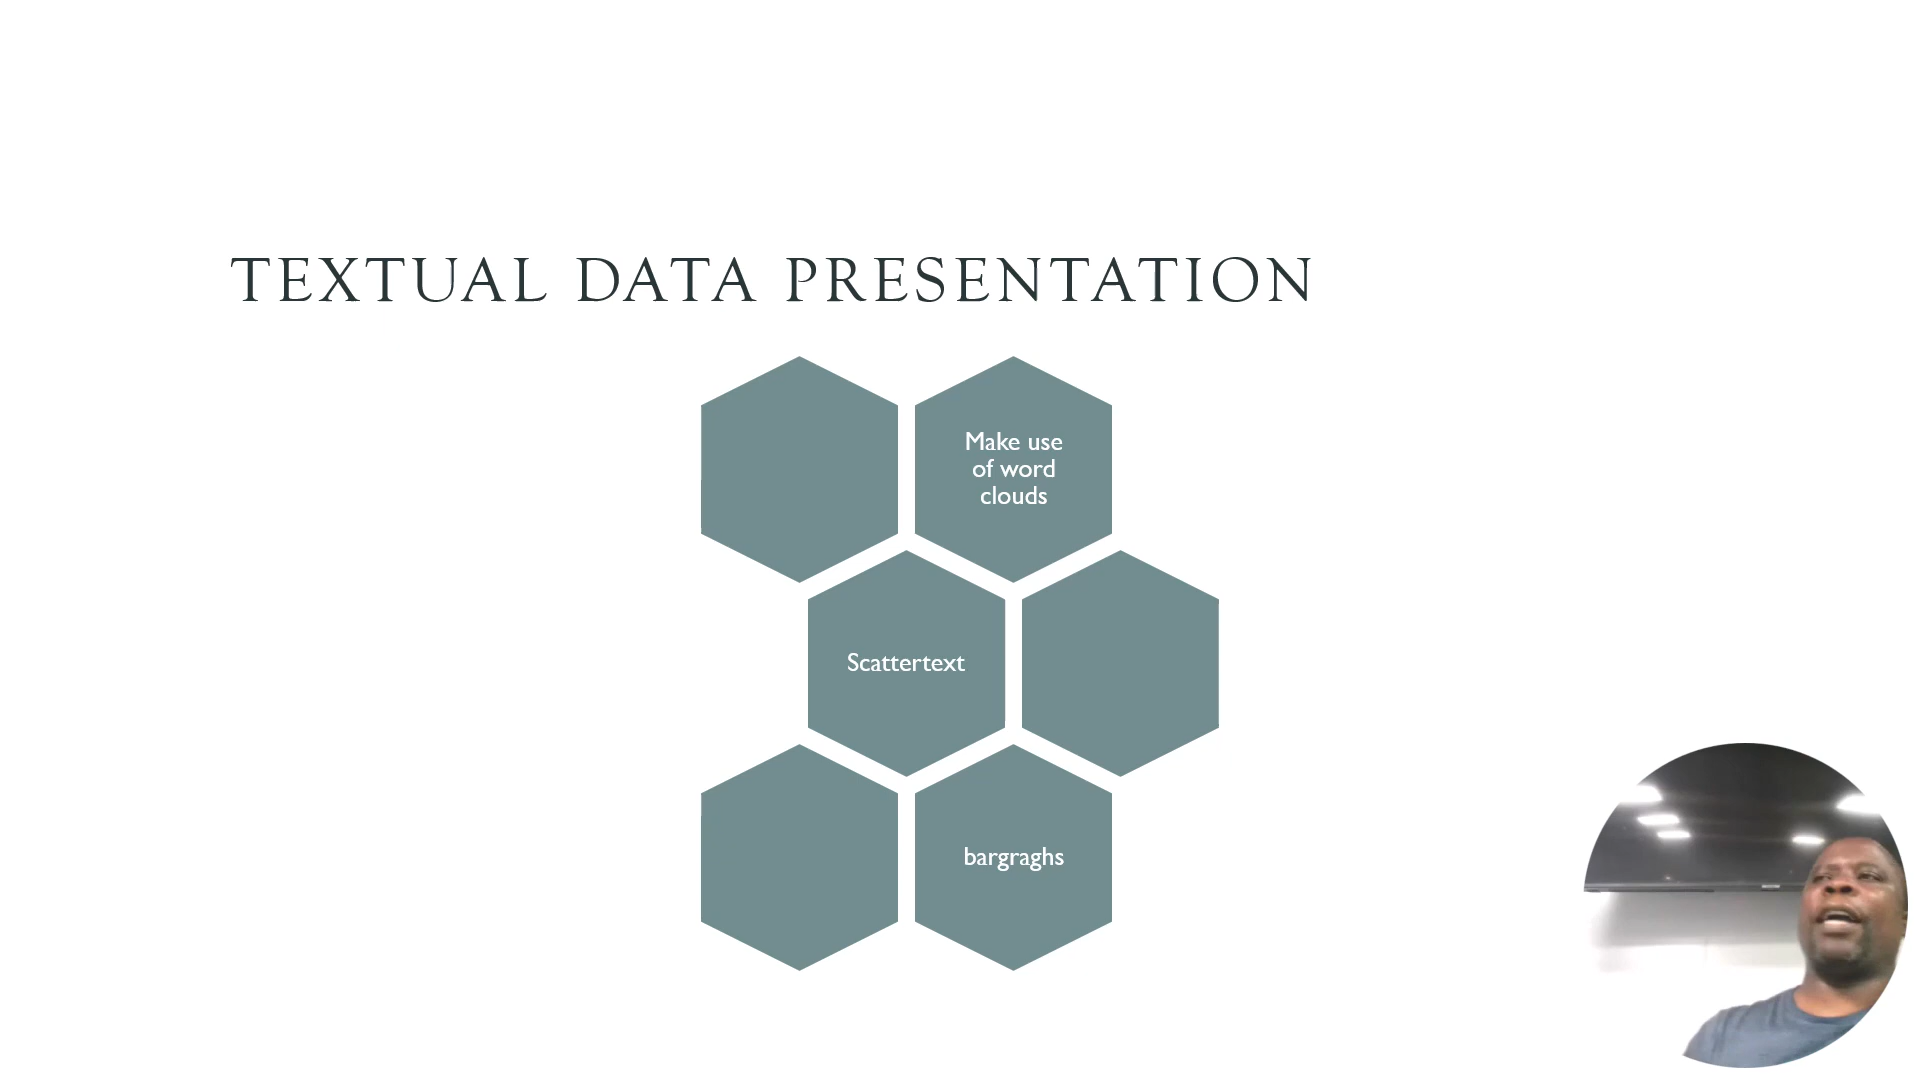 TEXTUAL DATA PRESENTATION
Make use
of word
clouds
Scattertext
bargraghs